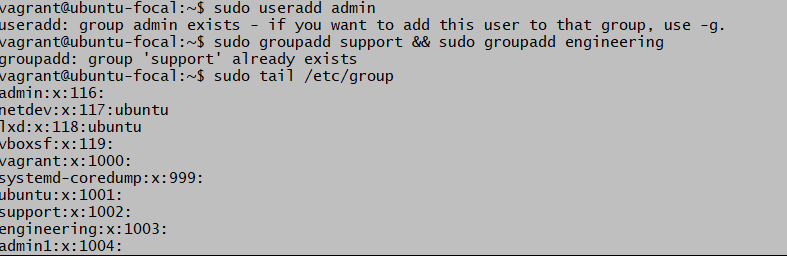 vagrant@ubuntu-focal:~$ sudo useradd admin
useradd: group admin exists - if you want to add this user to that group, use -g.
vagrant@ubuntu-focal:~$ sudo groupadd support && sudo groupadd engineering
groupadd: group 'support' already exists
vagrant@ubuntu-focal:~$ sudo tail /etc/group
admin:x:116:
netdev:x:117:ubuntu
lxd:x:118:ubuntu
vboxsf:x:119:
vagrant:x:1000:
systemd-coredump:x:999:
ubuntu:x:1001:
support:x:1002:
engineering:x:1003:
admin1:x:1004: